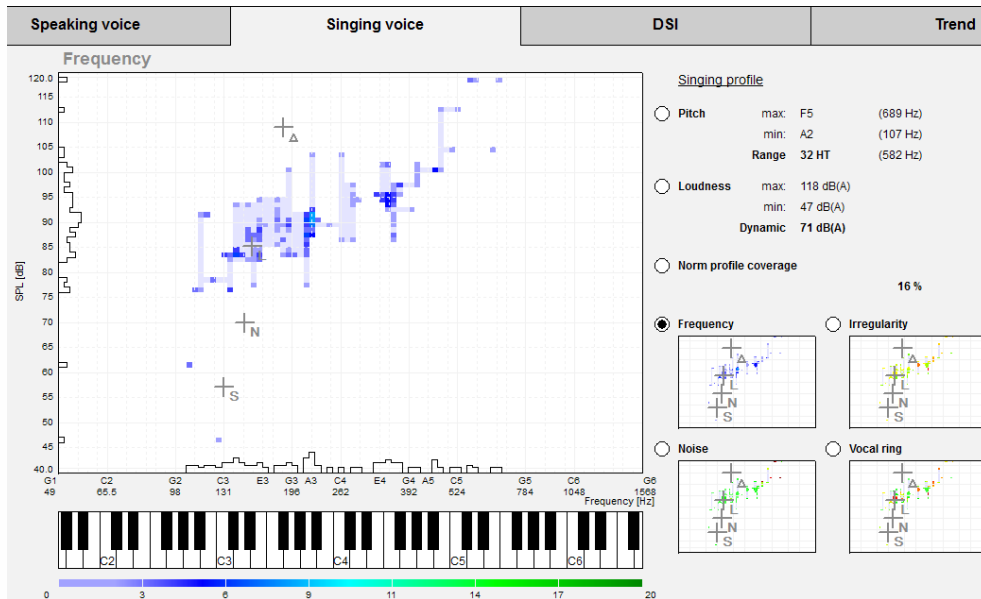 Speaking voice Singing voice DSI Trend
Frequency
120.0
115
110
105
100
95
90
85
80
75
70
65
60
55
50
45
40.0
SPL [dB]
N
S
G1 C2 G2 C3 E3 G3 A3 C4 E4 G4 A5 C5 G5 C6 G6
49 65.5 98 131 196 262 392 524 784 1048 1568
Frequency [Hz]
C2 C3 C4 C5 C6
0 3 6 9 11 14 17 20
Singing profile
Pitch max: F5 (689 Hz)
min: A2 (107 Hz)
Range 32 HT (582 Hz)
Loudness max: 118 dB(A)
min: 47 dB(A)
Dynamic 71 dB(A)
Norm profile coverage
16 %
Frequency Irregularity
L L
N N
S S
Noise Vocal ring
L L
N N
S S